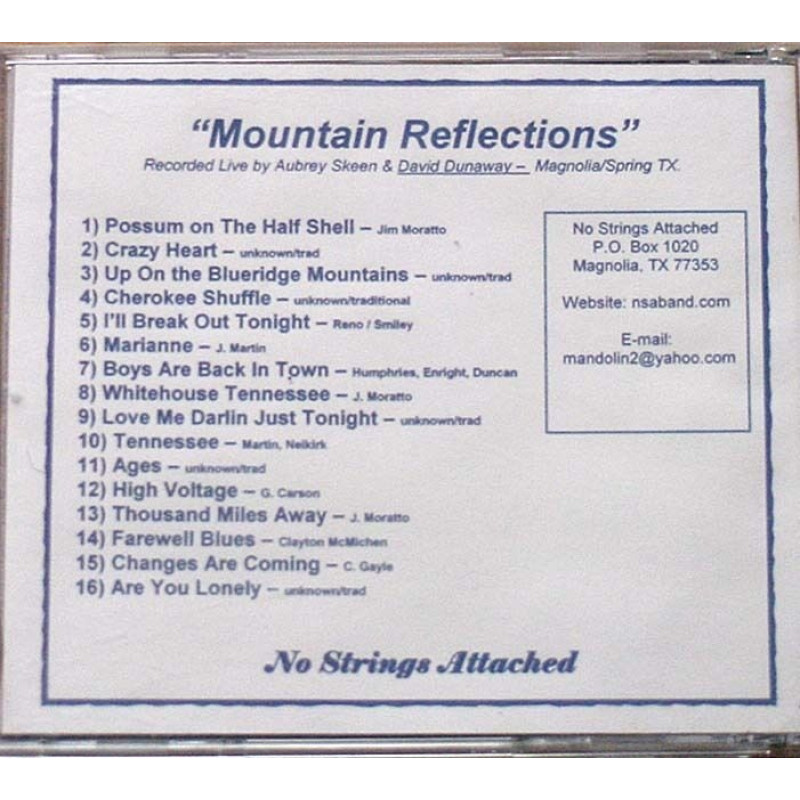 “Mountain Reflections”
Recorded Live by Aubrey Skeen & David Dunaway – Magnolia/Spring TX.
1) Possum on The Half Shell – Jim Moratto
2) Crazy Heart – unknown/trad
3) Up On the Blueridge Mountains – unknown/trad
4) Cherokee Shuffle – unknown/traditional
5) I'll Break Out Tonight – Reno / Smiley
6) Marianne – J. Martin
7) Boys Are Back In Town – Humphries, Enright, Duncan
8) Whitehouse Tennessee – J. Moratto
9) Love Me Darlin Just Tonight – unknown/trad
10) Tennessee – Martin, Neikirk
11) Ages – unknown/trad
12) High Voltage – G. Carson
13) Thousand Miles Away – J. Moratto
14) Farewell Blues – Clayton McMichen
15) Changes Are Coming – C. Gayle
16) Are You Lonely – unknown/trad
No Strings Attached
P.O. Box 1020
Magnolia, TX 77353
Website: nsaband.com
E-mail:
mandolin2@yahoo.com
No Strings Attached